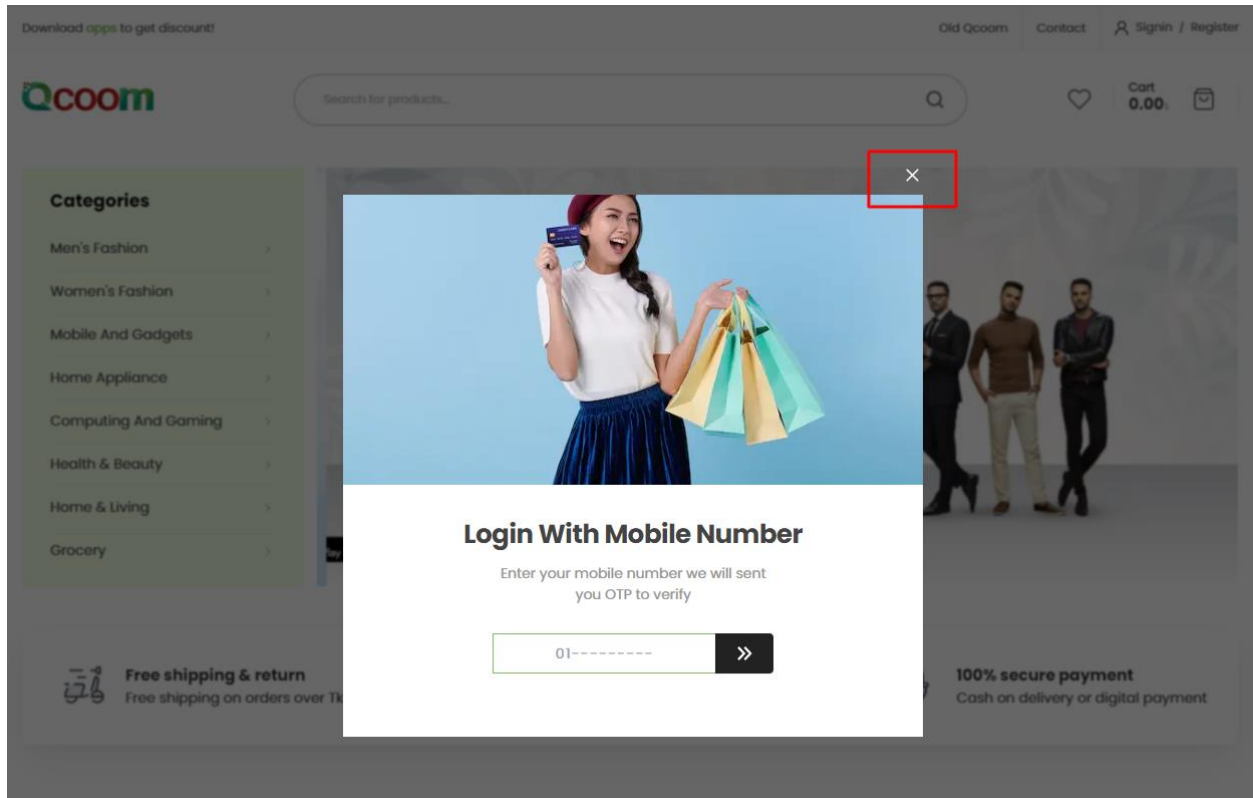 Download apps to get discount!
Old Qcoom
Contact
Signin / Register
Qcoom
Search for products...
Cart
0.00৳
Categories
Men's Fashion
Women's Fashion
Mobile And Gadgets
Home Appliance
Computing And Gaming
Health & Beauty
Home & Living
Grocery
Login With Mobile Number
Enter your mobile number we will sent
you OTP to verify
01---------
Free shipping & return
Free shipping on orders over
100% secure payment
Cash on delivery or digital payment